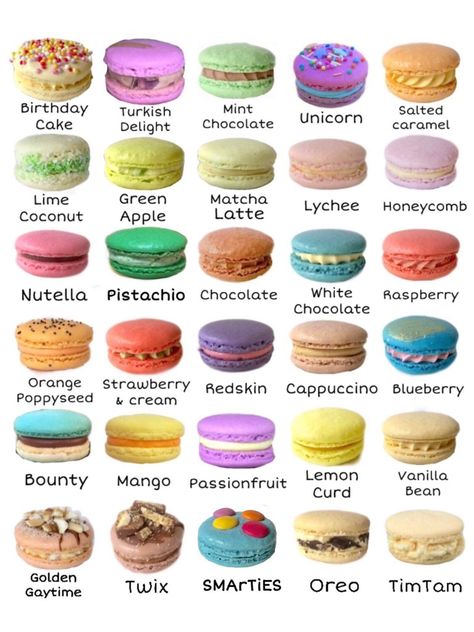 Birthday
Cake
Turkish
Delight
Mint
Chocolate
Unicorn
Salted
caramel
Lime
Coconut
Green
Apple
Matcha
Latte
Lychee
Honeycomb
Nutella
Pistachio
Chocolate
White
Chocolate
Raspberry
Orange
Poppyseed
Strawberry
& cream
Redskin
Cappuccino
Blueberry
Bounty
Mango
Passionfruit
Lemon
Curd
Vanilla
Bean
Golden
Gaytime
Twix
SMArTiES
Oreo
TimTam